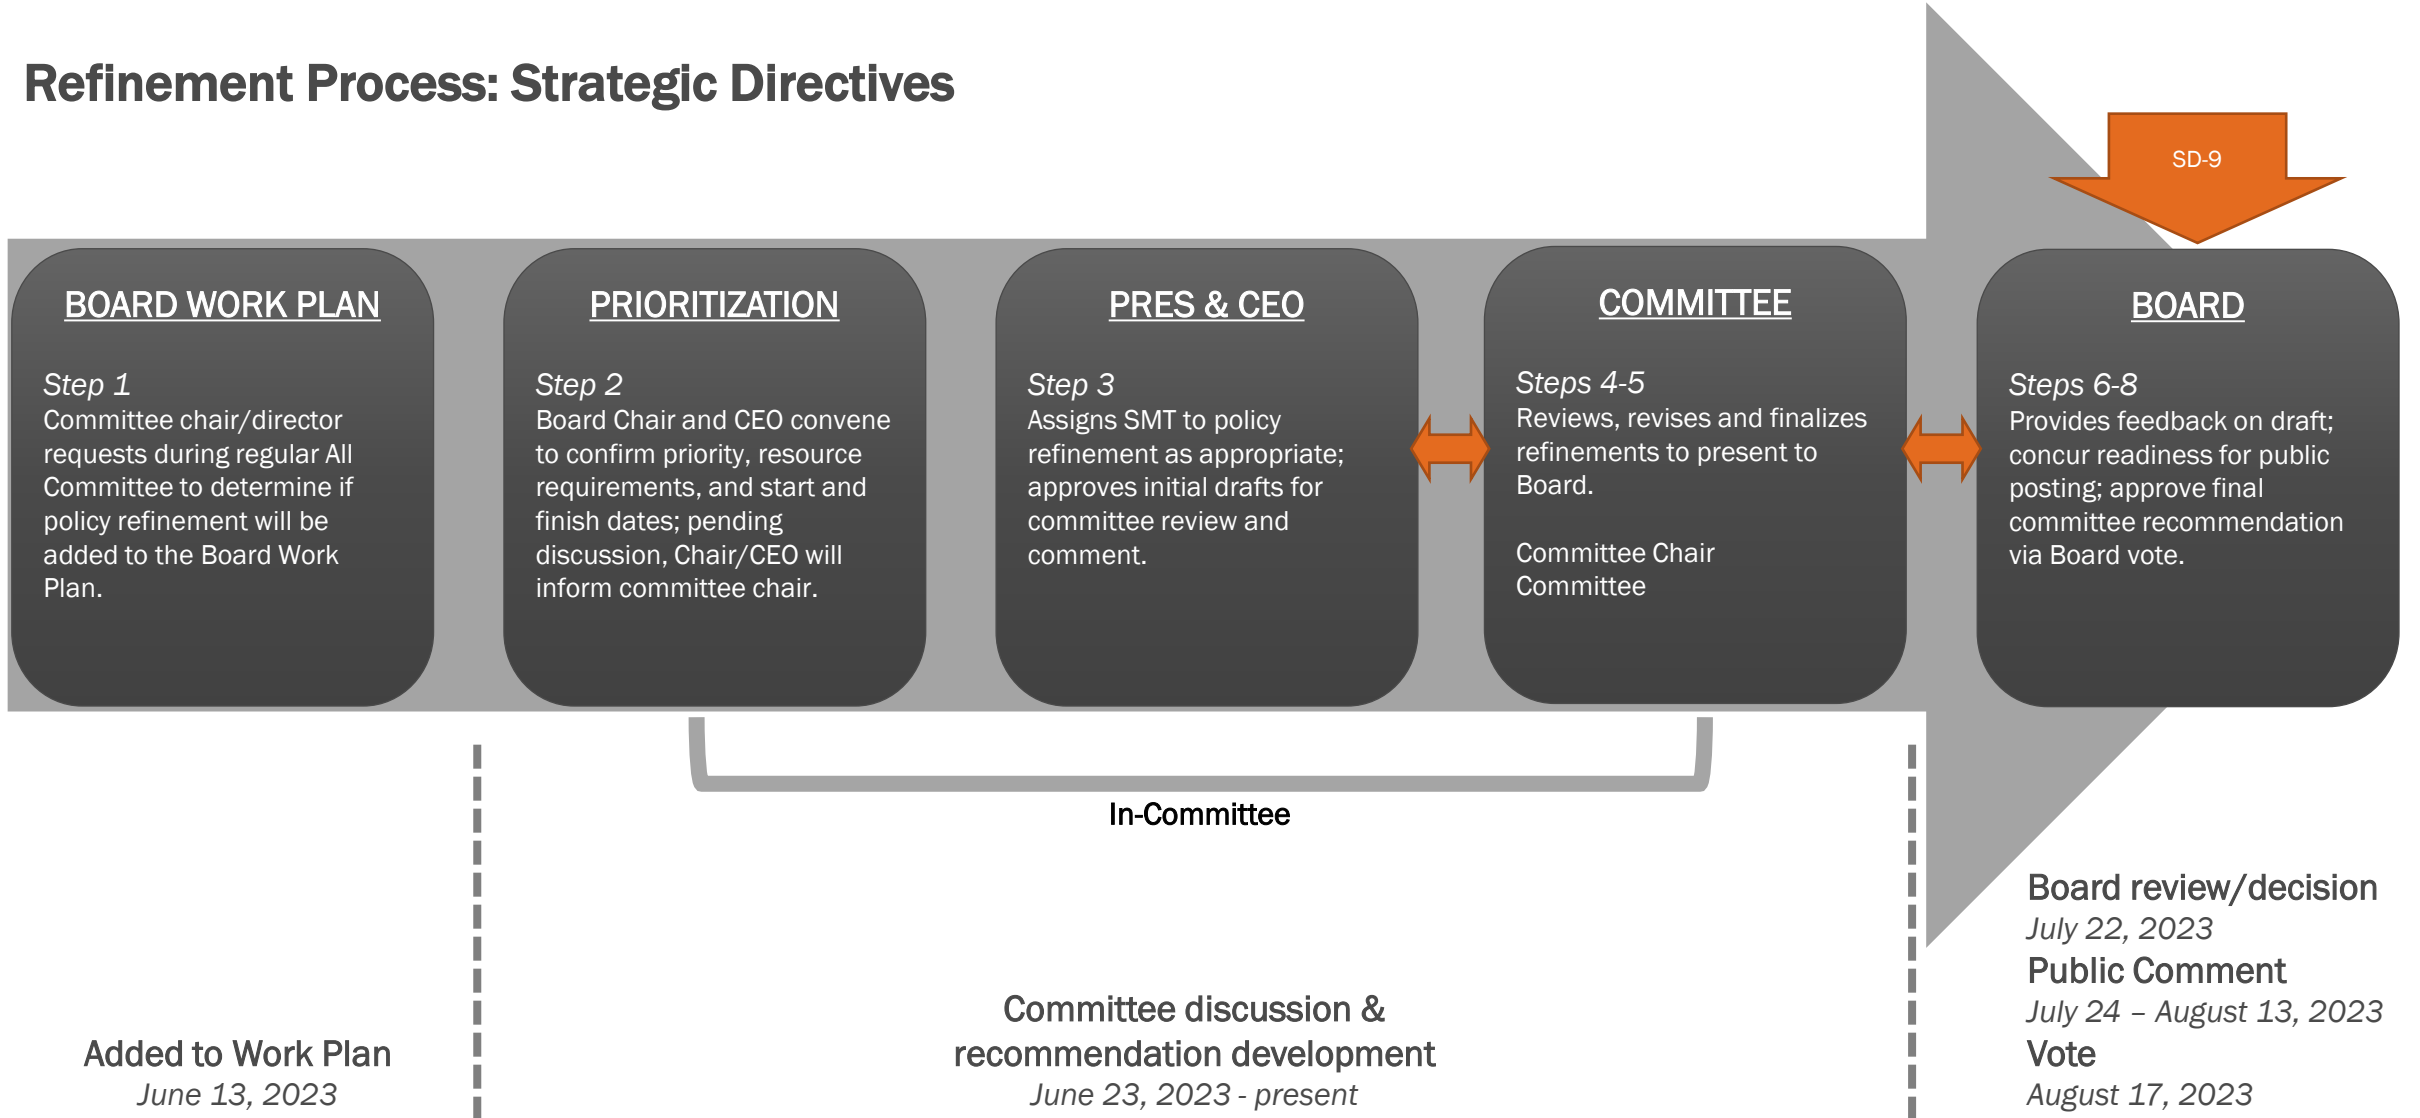 Refinement Process: Strategic Directives
SD-9
BOARD WORK PLAN
Step 1
Committee chair/director
requests during regular All
Committee to determine if
policy refinement will be
added to the Board Work
Plan.
PRIORITIZATION
Step 2
Board Chair and CEO convene
to confirm priority, resource
requirements, and start and
finish dates; pending
discussion, Chair/CEO will
inform committee chair.
PRES & CEO
Step 3
Assigns SMT to policy
refinement as appropriate;
approves initial drafts for
committee review and
comment.
COMMITTEE
Steps 4-5
Reviews, revises and finalizes
refinements to present to
Board.
Committee Chair
Committee
BOARD
Steps 6-8
Provides feedback on draft;
concur readiness for public
posting; approve final
committee recommendation
via Board vote.
In-Committee
Added to Work Plan
June 13, 2023
Committee discussion &
recommendation development
June 23, 2023 - present
Board review/decision
July 22, 2023
Public Comment
July 24 – August 13, 2023
Vote
August 17, 2023